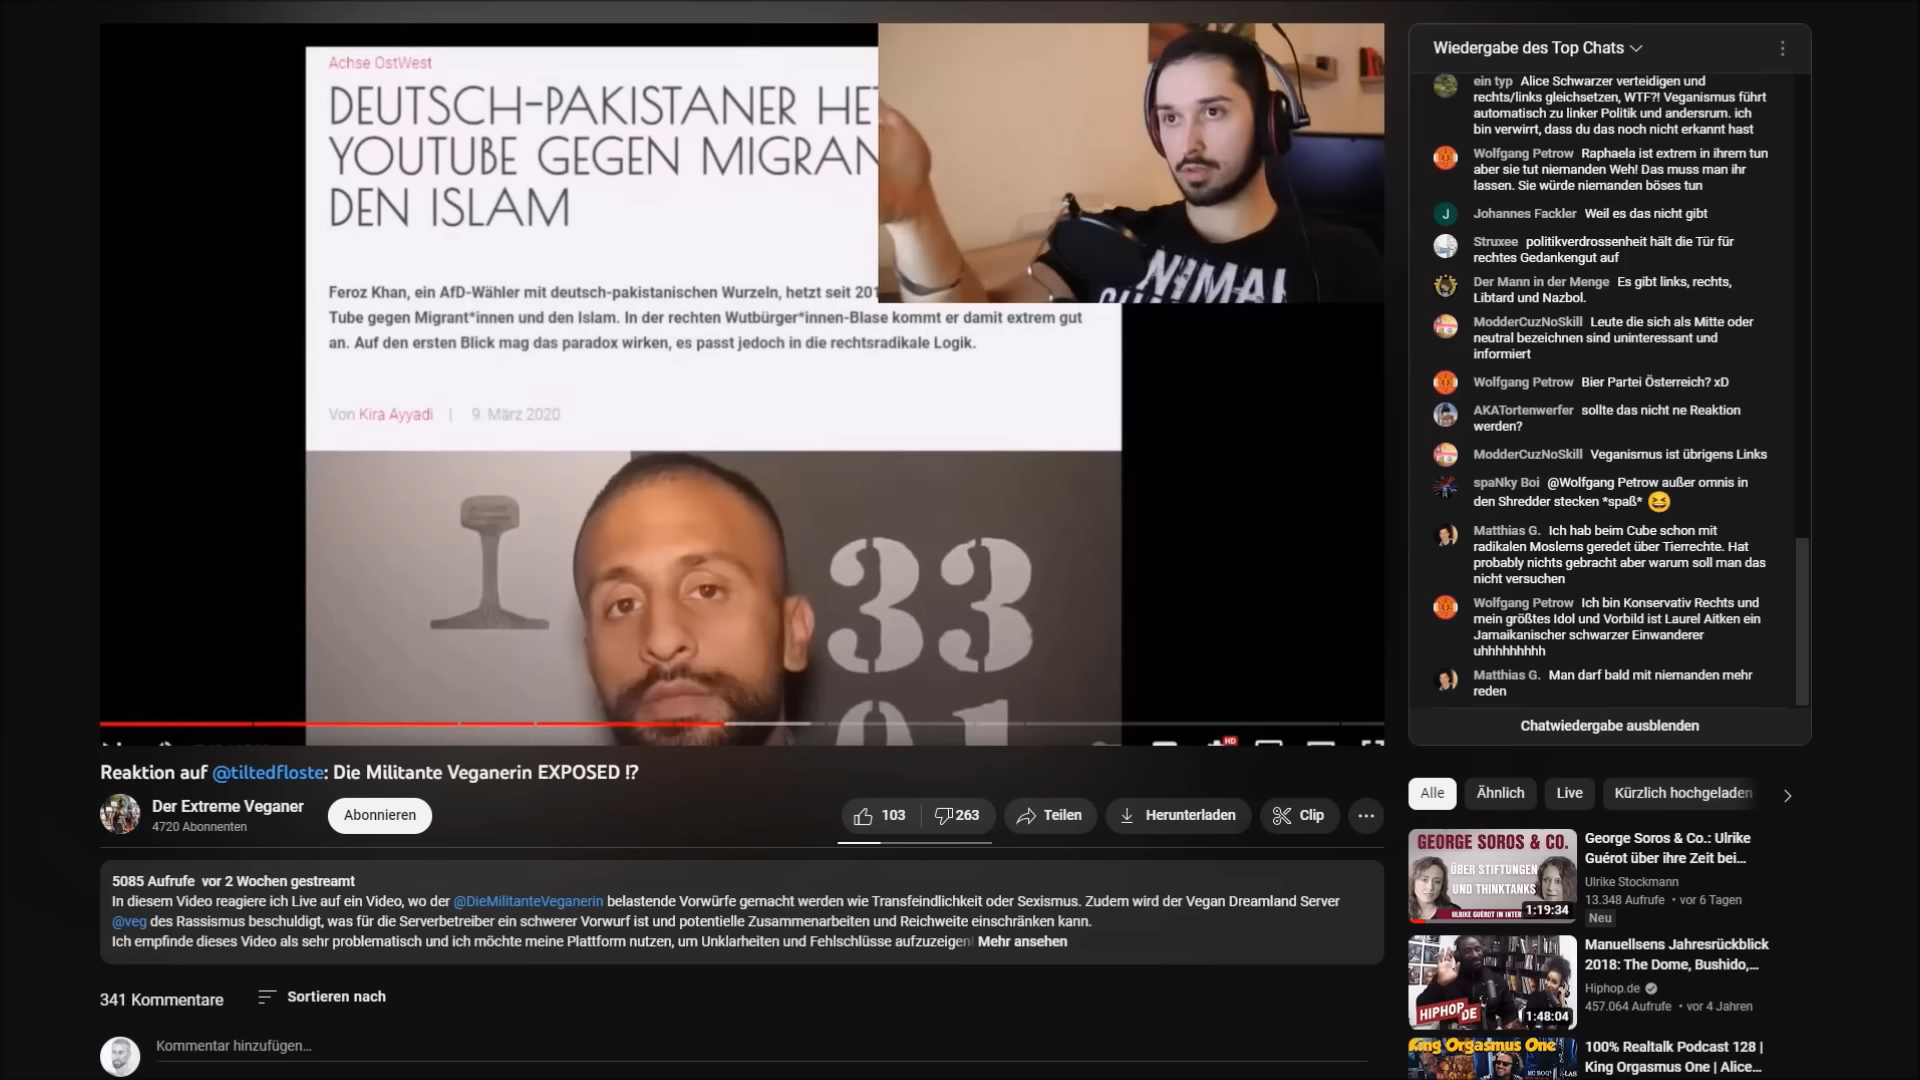 Achse OstWest
DEUTSCH-PAKISTANER HE
YOUTUBE GEGEN MIGRAN
DEN ISLAM
Feroz Khan, ein AfD-Wähler mit deutsch-pakistanischen Wurzeln, hetzt seit 201
Tube gegen Migrant*innen und den Islam. In der rechten Wutbürger*innen-Blase kommt er damit extrem gut
an. Auf den ersten Blick mag das paradox wirken, es passt jedoch in die rechtsradikale Logik.
Von Kira Ayyadi | 9. März 2020
33
NIMAL
HD
Reaktion auf @tiltedfloste: Die Militante Veganerin EXPOSED !?
Der Extreme Veganer
4720 Abonnenten
Abonnieren
103
263
Teilen
Herunterladen
Clip
5085 Aufrufe vor 2 Wochen gestreamt
In diesem Video reagiere ich Live auf ein Video, wo der @DieMilitanteVeganerin belastende Vorwürfe gemacht werden wie Transfeindlichkeit oder Sexismus. Zudem wird der Vegan Dreamland Server
@veg des Rassismus beschuldigt, was für die Serverbetreiber ein schwerer Vorwurf ist und potentielle Zusammenarbeiten und Reichweite einschränken kann.
Ich empfinde dieses Video als sehr problematisch und ich möchte meine Plattform nutzen, um Unklarheiten und Fehlschlüsse aufzuzeigen! Mehr ansehen
341 Kommentare
Sortieren nach
Kommentar hinzufügen…
Wiedergabe des Top Chats
ein typ Alice Schwarzer verteidigen und
rechts/links gleichsetzen, WTF?! Veganismus führt
automatisch zu linker Politik und andersrum. ich
bin verwirrt, dass du das noch nicht erkannt hast
Wolfgang Petrow Raphaela ist extrem in ihrem tun
aber sie tut niemanden Weh! Das muss man ihr
lassen. Sie würde niemanden böses tun
J
Johannes Fackler Weil es das nicht gibt
Struxee politikverdrossenheit hält die Tür für
rechtes Gedankengut auf
Der Mann in der Menge Es gibt links, rechts,
Libtard und Nazbol.
ModderCuzNoSkill Leute die sich als Mitte oder
neutral bezeichnen sind uninteressant und
informiert
Wolfgang Petrow Bier Partei Österreich? xD
AKATortenwerfer sollte das nicht ne Reaktion
werden?
ModderCuzNoSkill Veganismus ist übrigens Links
spaNky Boi @Wolfgang Petrow außer omnis in
den Shredder stecken *spaß* 😆
Matthias G. Ich hab beim Cube schon mit
radikalen Moslems geredet über Tierrechte. Hat
probably nichts gebracht aber warum soll man das
nicht versuchen
Wolfgang Petrow Ich bin Konservativ Rechts und
mein größtes Idol und Vorbild ist Laurel Aitken ein
Jamaikanischer schwarzer Einwanderer
uhhhhhhhhh
Matthias G. Man darf bald mit niemanden mehr
reden
Chatwiedergabe ausblenden
Alle
Ähnlich
Live
Kürzlich hochgeladen
GEORGE SOROS & CO.
ÜBER STIFTUNGEN
UND THINKTANKS
ULRIKE GUÉROT IM INTER
1:19:34
George Soros & Co.: Ulrike
Guérot über ihre Zeit bei...
Ulrike Stockmann
13.348 Aufrufe • vor 6 Tagen
Neu
HIPHOP.DE
1:48:04
Manuellsens Jahresrückblick
2018: The Dome, Bushido,...
Hiphop.de
457.064 Aufrufe • vor 4 Jahren
King Orgasmus One
100% Realtalk Podcast 128 |
King Orgasmus One | Alice...